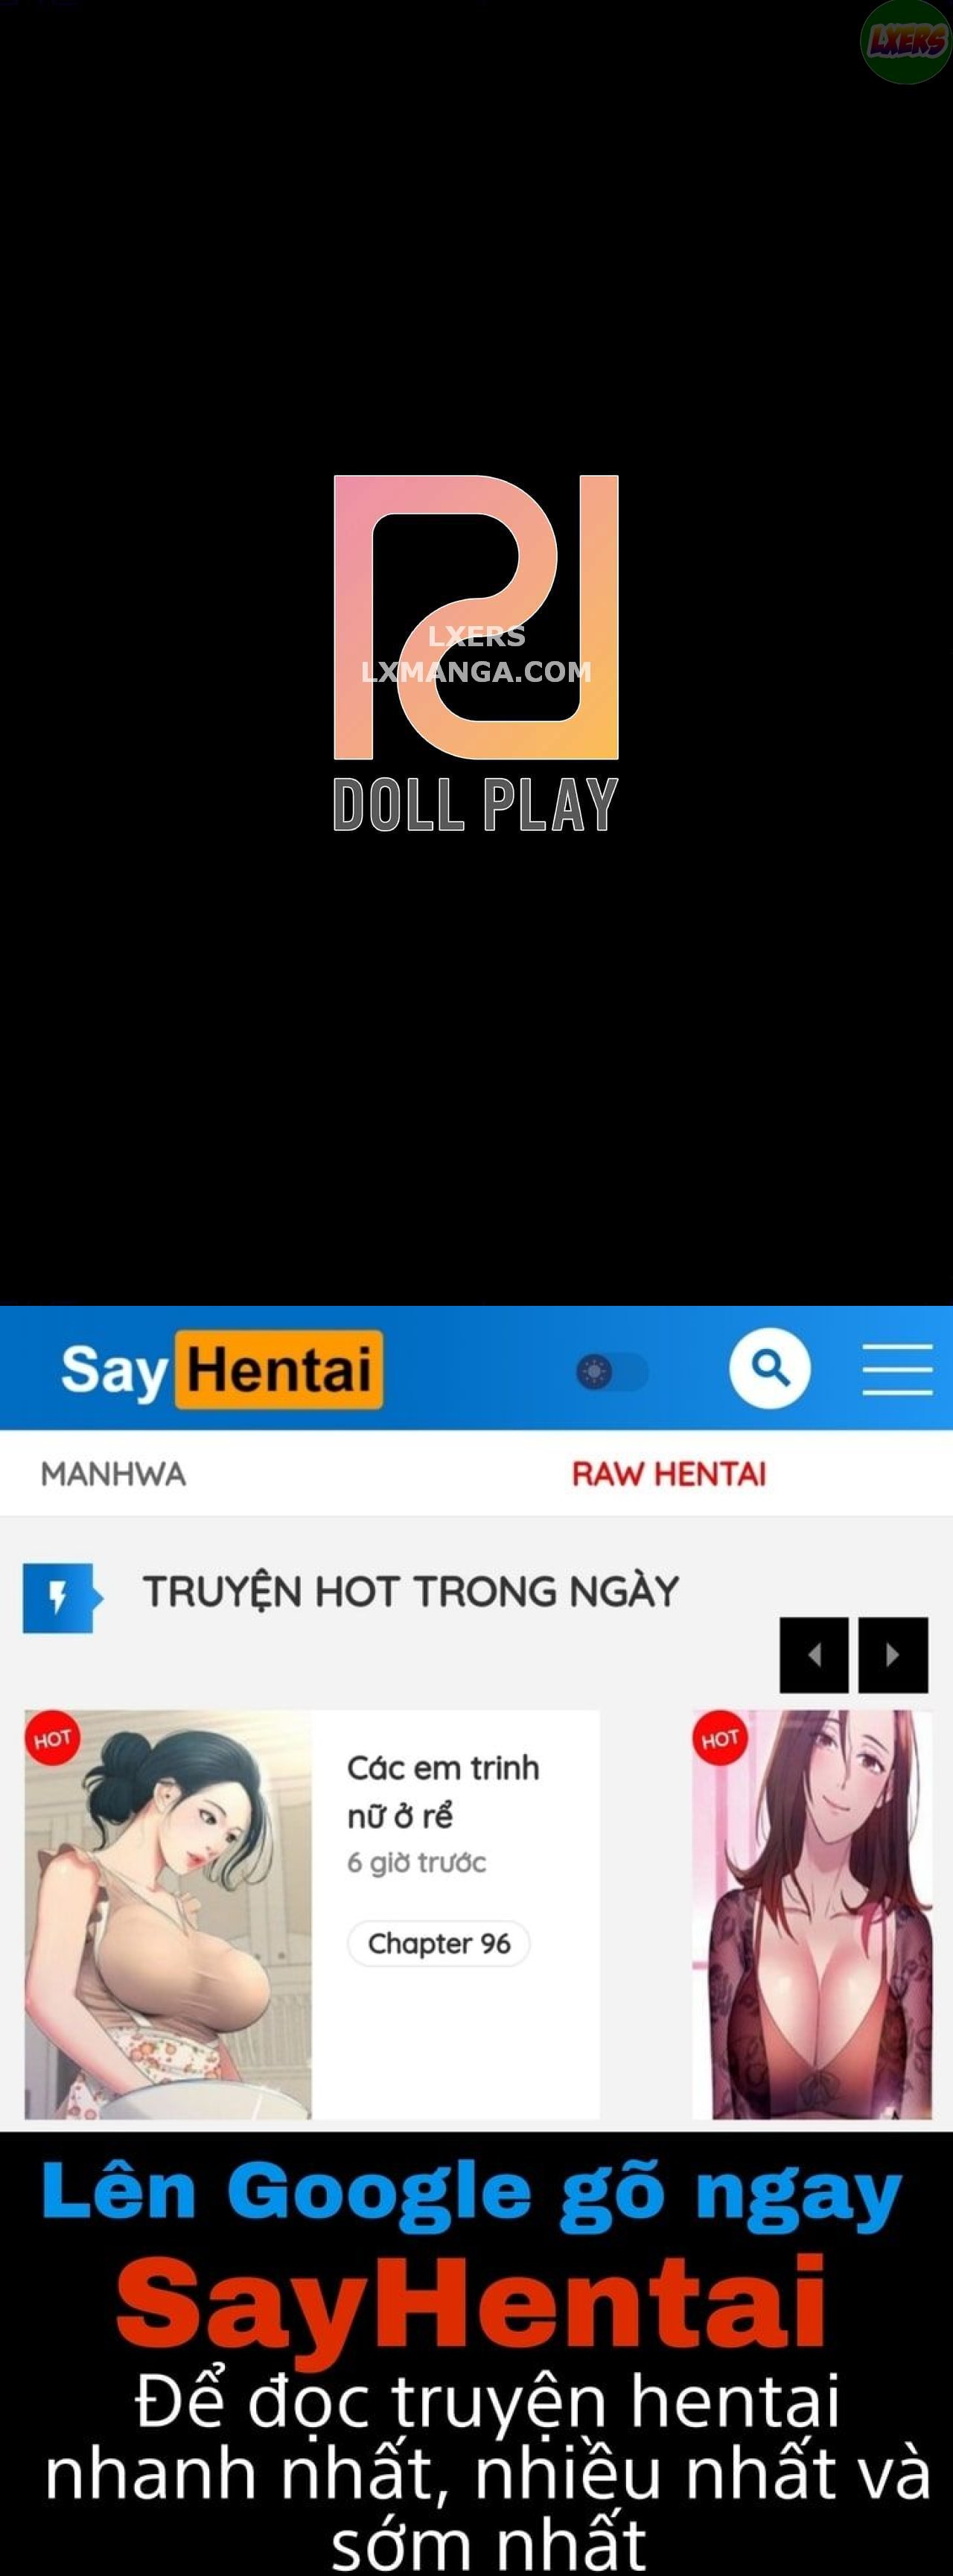 LXERS
LXERS
LXMANGA.COM
DOLL PLAY
Say Hentai
MANHWA
RAW HENTAI
TRUYỆN HOT TRONG NGÀY
HOT
Các em trinh
nữ ở rể
6 giờ trước
Chapter 96
HOT
Lên Google gõ ngay
SayHentai
Để đọc truyện hentai
nhanh nhất, nhiều nhất và
sớm nhất